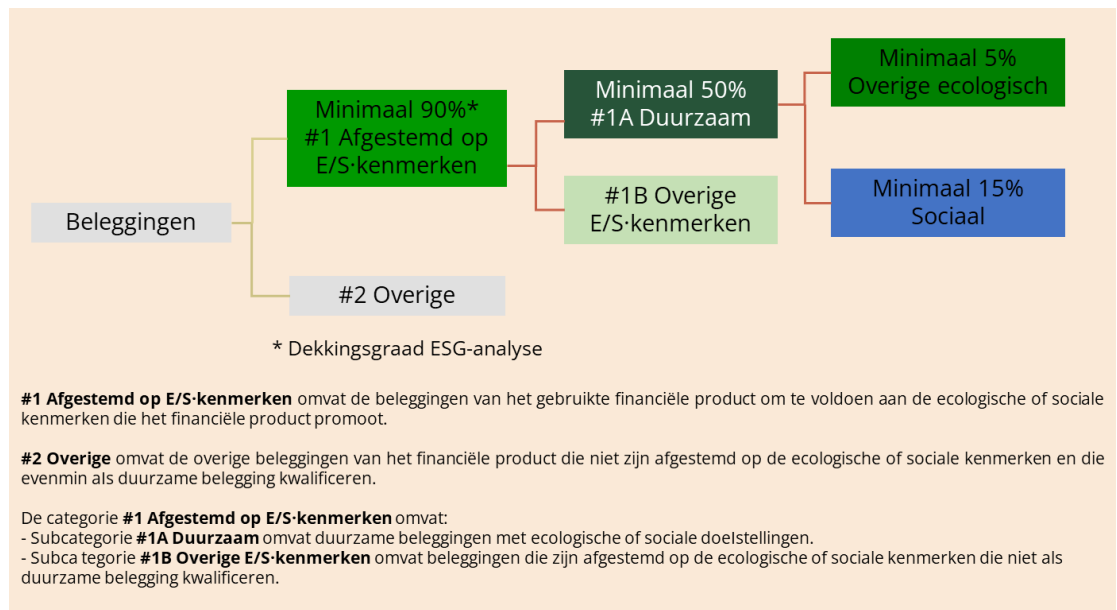 Minimaal 5%
Overige ecologisch
Minimaal 50%
#1A Duurzaam
Minimaal 90%*
#1 Afgestemd op
E/S·kenmerken
Minimaal 15%
Sociaal
#1B Overige
E/S·kenmerken
Beleggingen
#2 Overige
* Dekkingsgraad ESG-analyse
#1 Afgestemd op E/S·kenmerken omvat de beleggingen van het gebruikte financiële product om te voldoen aan de ecologische of sociale
kenmerken die het financiële product promoot.
#2 Overige omvat de overige beleggingen van het financiële product die niet zijn afgestemd op de ecologische of sociale kenmerken en die
evenmin als duurzame belegging kwalificeren.
De categorie #1 Afgestemd op E/S·kenmerken omvat:
- Subcategorie #1A Duurzaam omvat duurzame beleggingen met ecologische of sociale doelstellingen.
- Subca tegorie #1B Overige E/S·kenmerken omvat beleggingen die zijn afgestemd op de ecologische of sociale kenmerken die niet als
duurzame belegging kwalificeren.